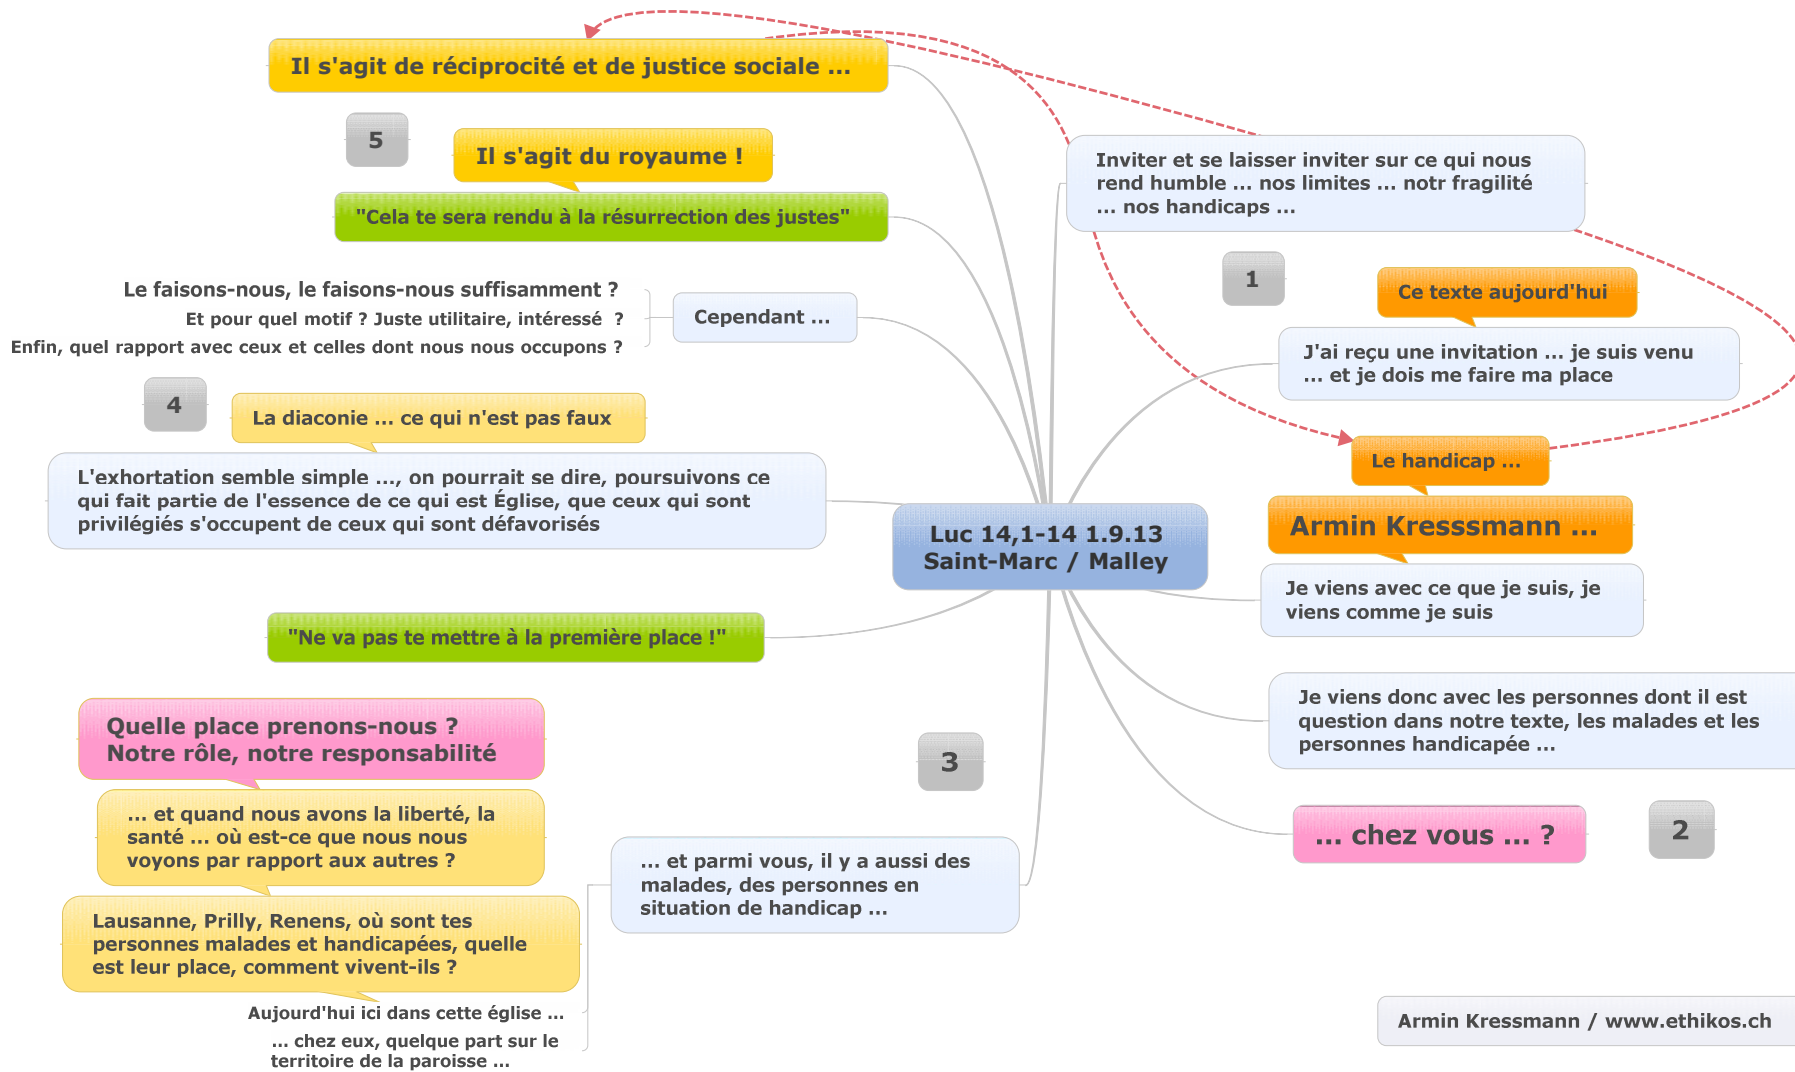 Il s'agit de réciprocité et de justice sociale ...
5
Il s'agit du royaume !
"Cela te sera rendu à la résurrection des justes"
Le faisons-nous, le faisons-nous suffisamment ?
Et pour quel motif ? Juste utilitaire, intéressé  ?
Enfin, quel rapport avec ceux et celles dont nous nous occupons ?
Cependant ...
4
La diaconie ... ce qui n'est pas faux
L'exhortation semble simple ..., on pourrait se dire, poursuivons ce
qui fait partie de l'essence de ce qui est Église, que ceux qui sont
privilégiés s'occupent de ceux qui sont défavorisés
"Ne va pas te mettre à la première place !"
Quelle place prenons-nous ?
Notre rôle, notre responsabilité
... et quand nous avons la liberté, la
santé ... où est-ce que nous nous
voyons par rapport aux autres ?
Lausanne, Prilly, Renens, où sont tes
personnes malades et handicapées, quelle
est leur place, comment vivent-ils ?
Aujourd'hui ici dans cette église ...
... chez eux, quelque part sur le
territoire de la paroisse ...
3
... et parmi vous, il y a aussi des
malades, des personnes en
situation de handicap ...
Luc 14,1-14 1.9.13
Saint-Marc / Malley
Inviter et se laisser inviter sur ce qui nous
rend humble ... nos limites ... notr fragilité
... nos handicaps ...
1
Ce texte aujourd'hui
J'ai reçu une invitation ... je suis venu
... et je dois me faire ma place
Le handicap ...
Armin Kresssmann ...
Je viens avec ce que je suis, je
viens comme je suis
Je viens donc avec les personnes dont il est
question dans notre texte, les malades et les
personnes handicapée ...
... chez vous ... ?
2
Armin Kressmann / www.ethikos.ch